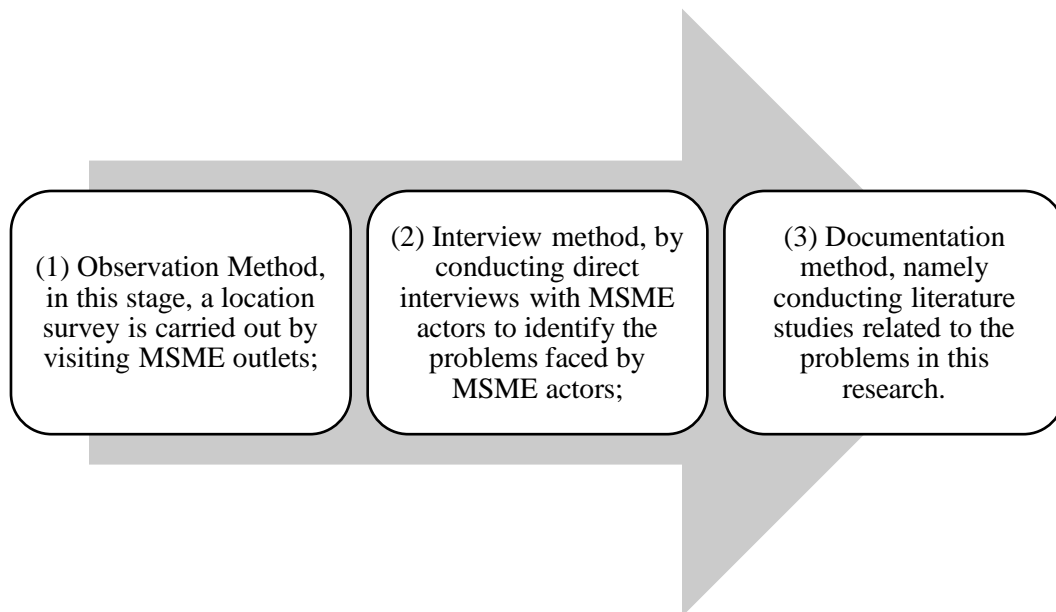 (1) Observation Method,
in this stage, a location
survey is carried out by
visiting MSME outlets;
(2) Interview method, by
conducting direct
interviews with MSME
actors to identify the
problems faced by
MSME actors;
(3) Documentation
method, namely
conducting literature
studies related to the
problems in this
research.